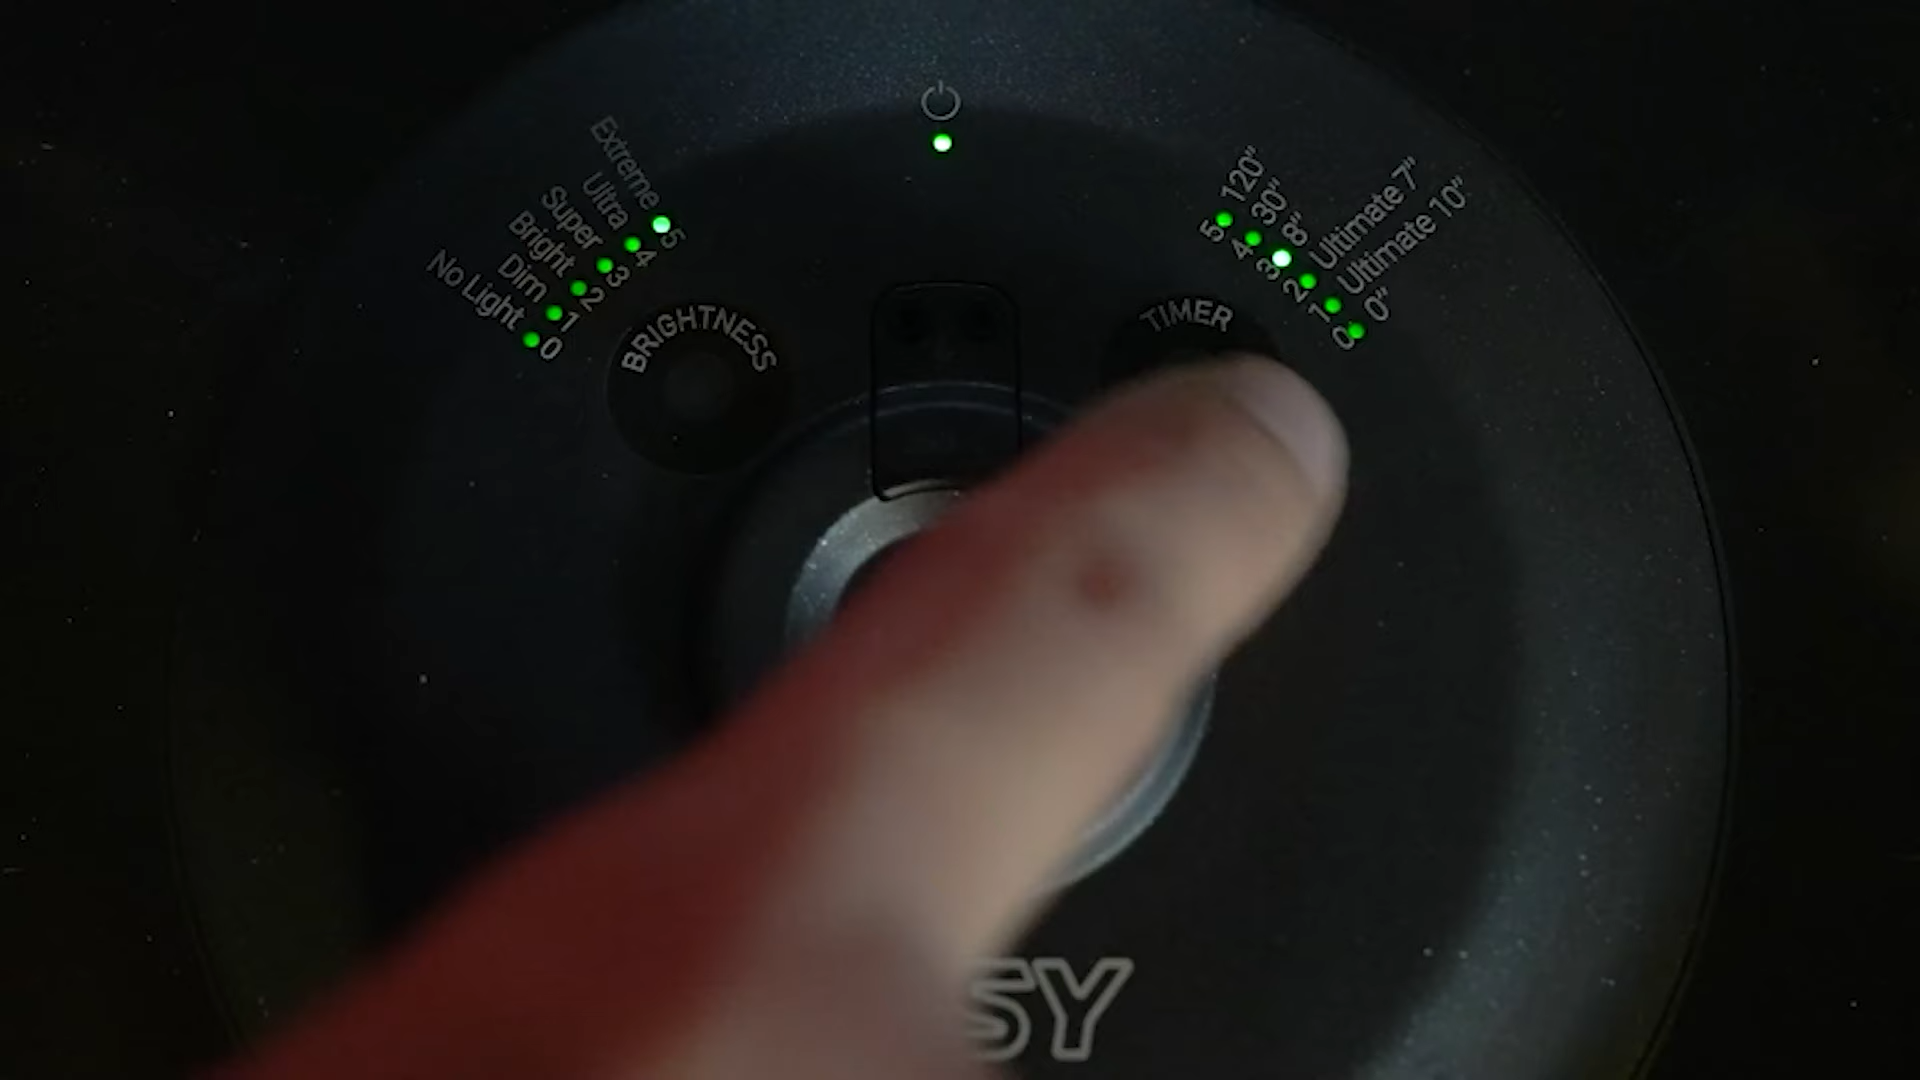 Extreme
Ultra
Super
Bright
Dim
No Light
5
4
3
2
1
0
BRIGHTNESS
TIMER
120"
30"
8"
Ultimate 7"
Ultimate 10"
0"
5
4
3
2
1
0
SY